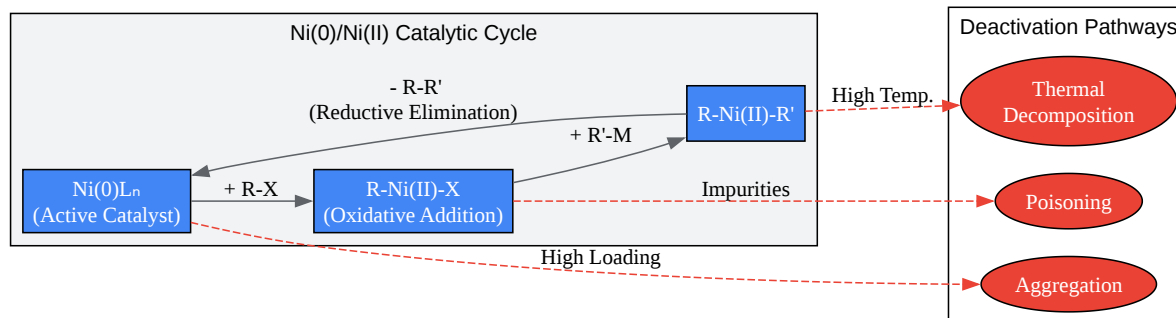 Ni(0)/Ni(II) Catalytic Cycle
Deactivation Pathways
- R-R'
(Reductive Elimination)
High Temp.
Thermal
Decomposition
R-Ni(II)-R'
+ R'-M
Ni(0)Lₙ
(Active Catalyst)
+ R-X
R-Ni(II)-X
(Oxidative Addition)
Impurities
Poisoning
High Loading
Aggregation